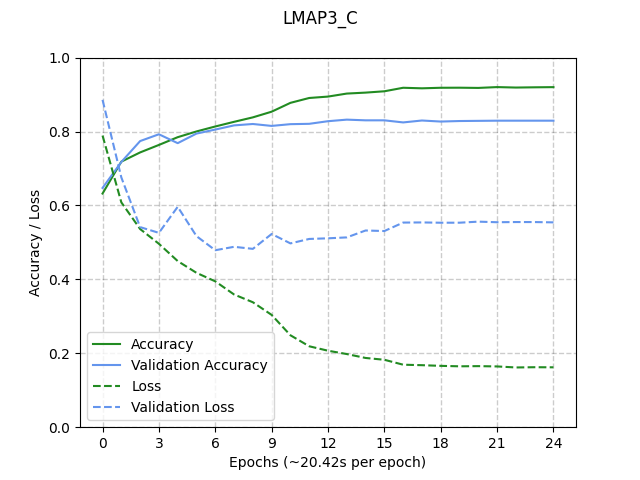 LMAP3_C
1.0
0.8
0.6
0.4
0.2
0.0
Accuracy / Loss
Accuracy
Validation Accuracy
Loss
Validation Loss
0 3 6 9 12 15 18 21 24
Epochs (~20.42s per epoch)